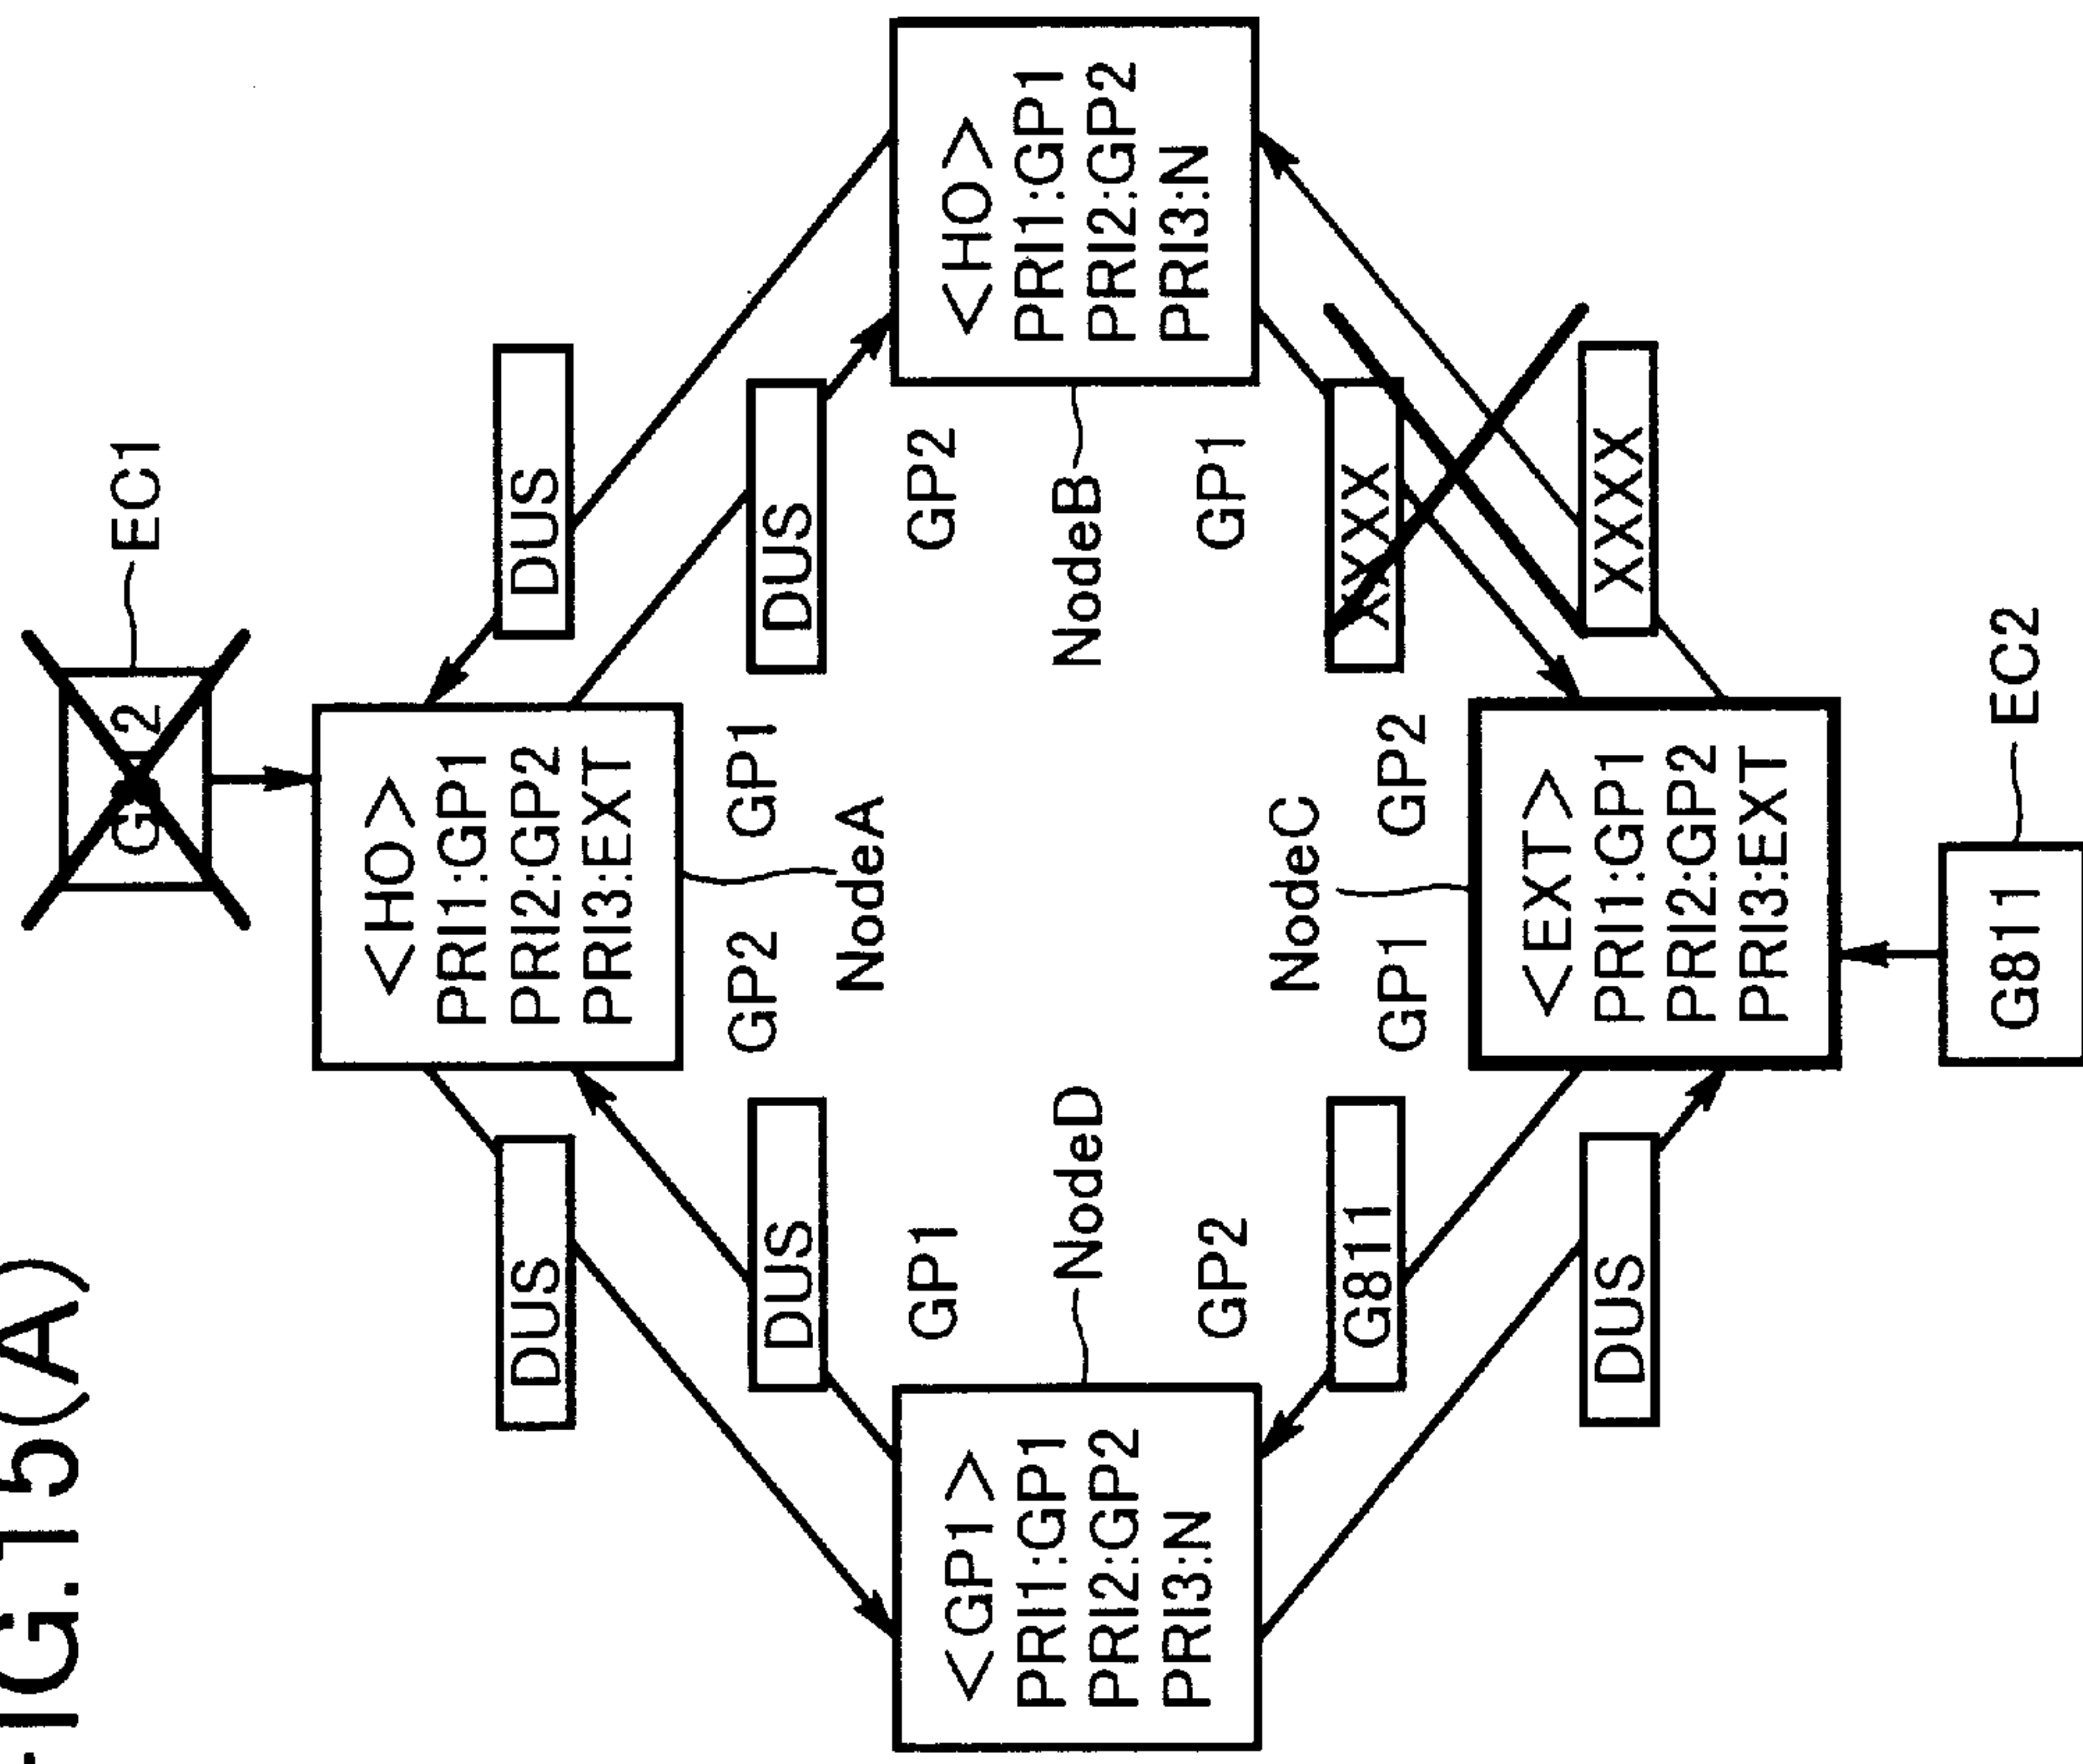 FIG.15(A)
G812
EC1
DUS
<HO>
PRI1:GP1
PRI2:GP2
PRI3:EXT
DUS
DUS
GP2
GP1
DUS
NodeA
GP1
GP2
<GP1>
PRI1:GP1
PRI2:GP2
PRI3:N
NodeD
NodeB
<HO>
PRI1:GP1
PRI2:GP2
PRI3:N
GP2
GP1
NodeC
G811
GP1
GP2
XXXX
DUS
<EXT>
PRI1:GP1
PRI2:GP2
PRI3:EXT
XXXX
G811
EC2